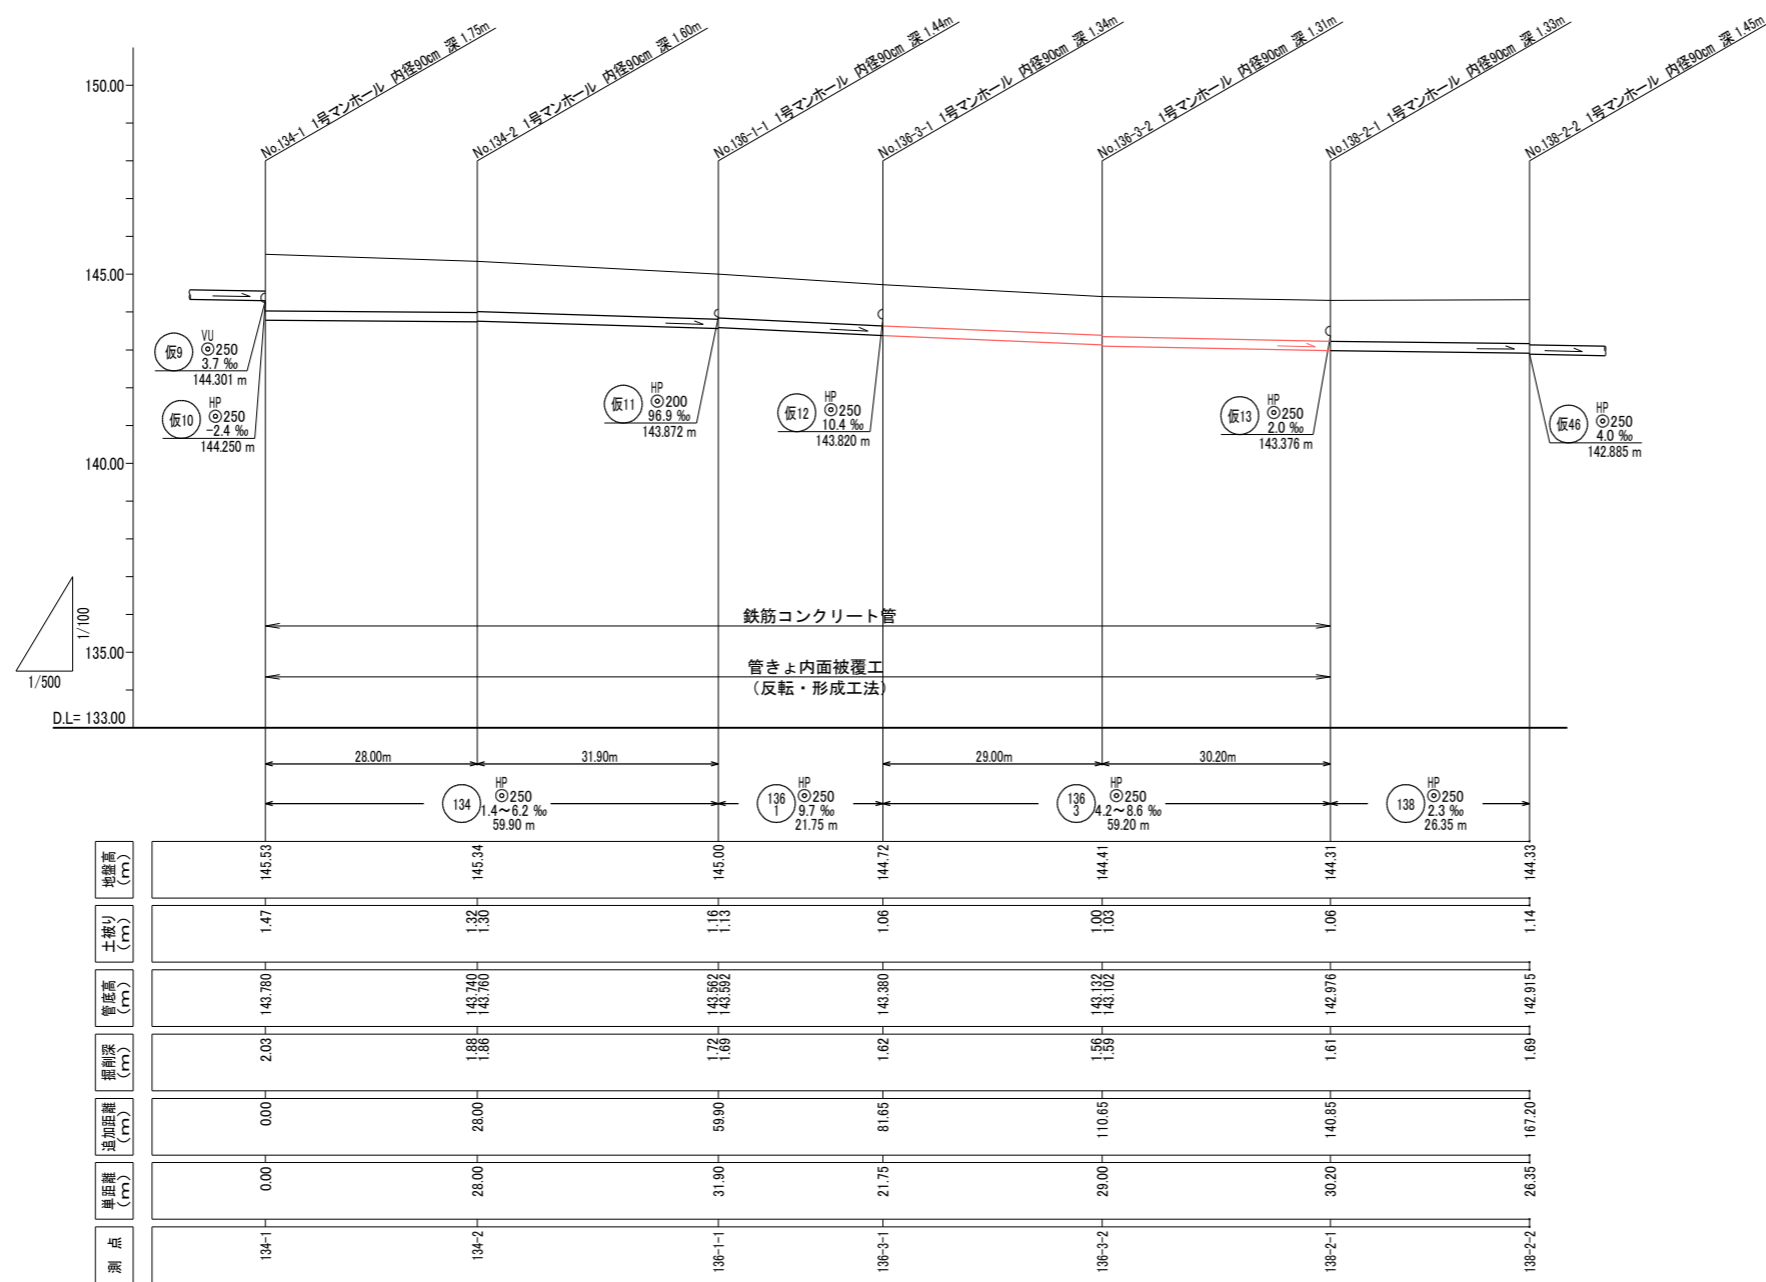 No.134-1 1号マンホール 内径90cm 深 1.75m
No.134-2 1号マンホール 内径90cm 深 1.60m
No.136-1-1 1号マンホール 内径90cm 深 1.44m
No.136-3-1 1号マンホール 内径90cm 深 1.34m
No.136-3-2 1号マンホール 内径90cm 深 1.31m
No.138-2-1 1号マンホール 内径90cm 深 1.33m
No.138-2-2 1号マンホール 内径90cm 深 1.45m
150.00
145.00
140.00
135.00
D.L= 133.00
1/100
1/500
仮9
VU
◎250
3.7 ‰
144.301 m
仮10
HP
◎250
-2.4 ‰
144.250 m
仮11
HP
◎200
96.9 ‰
143.872 m
仮12
HP
◎250
10.4 ‰
143.820 m
仮13
HP
◎250
2.0 ‰
143.376 m
仮46
HP
◎250
4.0 ‰
142.885 m
鉄筋コンクリート管
管きょ内面被覆工
（反転・形成工法）
28.00m
31.90m
29.00m
30.20m
134
HP
◎250
1.4～6.2 ‰
59.90 m
136
1
HP
◎250
9.7 ‰
21.75 m
136
3
HP
◎250
4.2～8.6 ‰
59.20 m
138
HP
◎250
2.3 ‰
26.35 m
地盤高
(m)
145.53
145.34
145.00
144.72
144.41
144.31
144.33
土被り
(m)
1.47
1.32
1.30
1.16
1.13
1.06
1.00
1.03
1.06
1.14
管底高
(m)
143.780
143.740
143.760
143.562
143.592
143.380
143.132
143.102
142.976
142.915
掘削深
(m)
2.03
1.88
1.86
1.72
1.69
1.62
1.56
1.59
1.61
1.69
追加距離
(m)
0.00
28.00
59.90
81.65
110.65
140.85
167.20
単距離
(m)
0.00
28.00
31.90
21.75
29.00
30.20
26.35
測 点
134-1
134-2
136-1-1
136-3-1
136-3-2
138-2-1
138-2-2